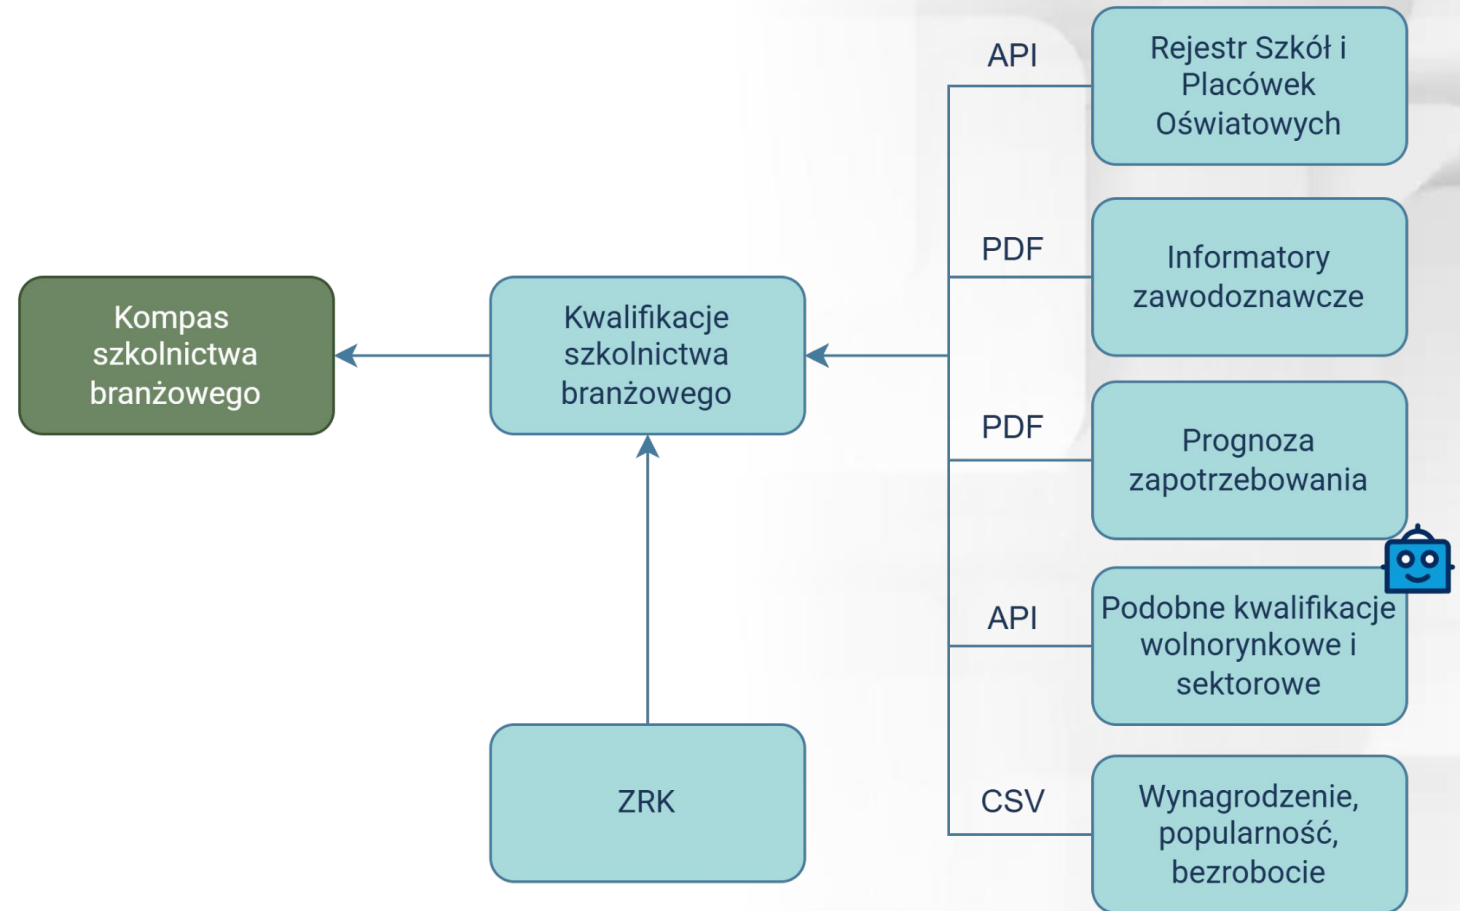 API
Rejestr Szkół i
Placówek
Oświatowych
PDF
Informatory
zawodoznawcze
Kompas
szkolnictwa
branżowego
Kwalifikacje
szkolnictwa
branżowego
PDF
Prognoza
zapotrzebowania
API
Podobne kwalifikacje
wolnorynkowe i
sektorowe
ZRK
CSV
Wynagrodzenie,
popularność,
bezrobocie